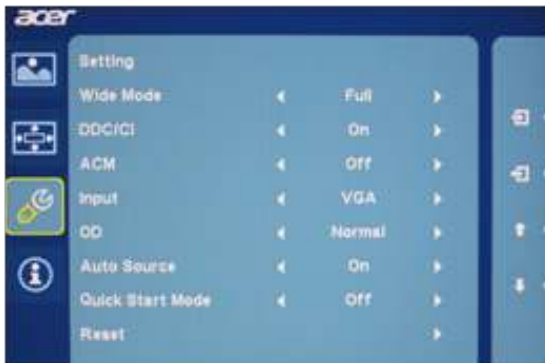 acer
Setting
Wide Mode Full
DDC/CI On
ACM Off
Input VGA
OD Normal
Auto Source On
Quick Start Mode Off
Reset